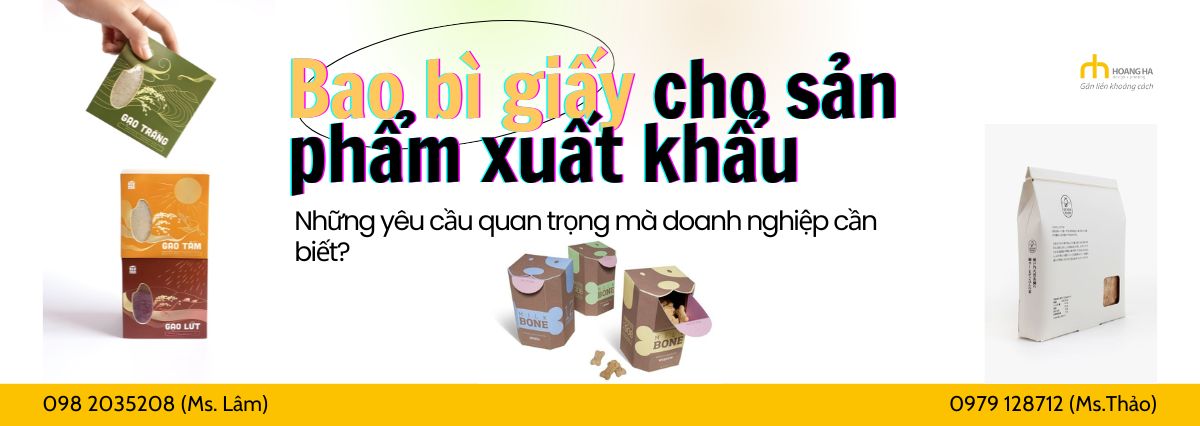 Bao bì giấy cho sản
phẩm xuất khẩu
Những yêu cầu quan trọng mà doanh nghiệp cần
biết?
HOANG HA
Gắn liền khoảng cách
GẠO TRẮNG
GẠO TẤM
GẠO LỨT
MILK
BONE
MILK
BONE
098 2035208 (Ms. Lâm)
0979 128712 (Ms.Thảo)